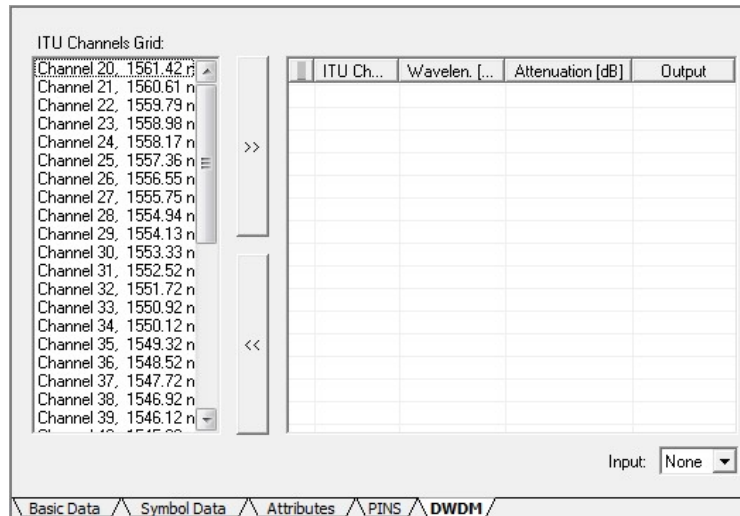 ITU Channels Grid:
Channel 20, 1561.42 n
Channel 21, 1560.61 n
Channel 22, 1559.79 n
Channel 23, 1558.98 n
Channel 24, 1558.17 n
Channel 25, 1557.36 n
Channel 26, 1556.55 n
Channel 27, 1555.75 n
Channel 28, 1554.94 n
Channel 29, 1554.13 n
Channel 30, 1553.33 n
Channel 31, 1552.52 n
Channel 32, 1551.72 n
Channel 33, 1550.92 n
Channel 34, 1550.12 n
Channel 35, 1549.32 n
Channel 36, 1548.52 n
Channel 37, 1547.72 n
Channel 38, 1546.92 n
Channel 39, 1546.12 n
>>
<<
ITU Ch... Wavelen. [... Attenuation [dB] Output
Input: None
Basic Data Symbol Data Attributes PINS DWDM